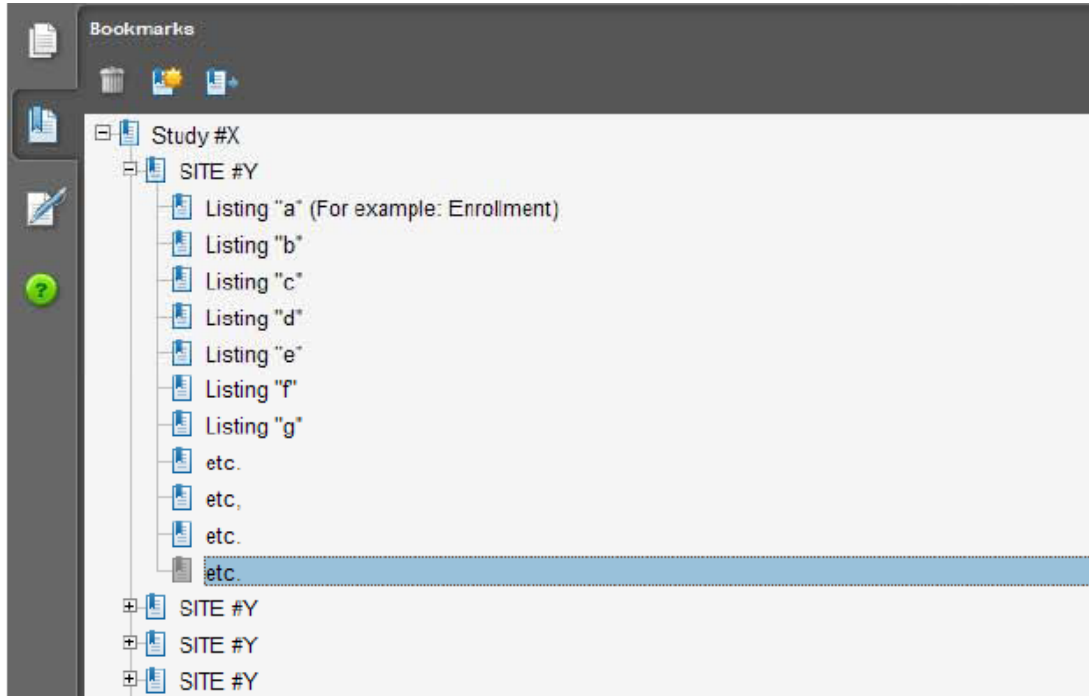 Bookmarks
Study #X
SITE #Y
Listing "a" (For example: Enrollment)
Listing "b"
Listing "c"
Listing "d"
Listing "e"
Listing "f"
Listing "g"
etc.
etc,
etc.
etc.
SITE #Y
SITE #Y
SITE #Y